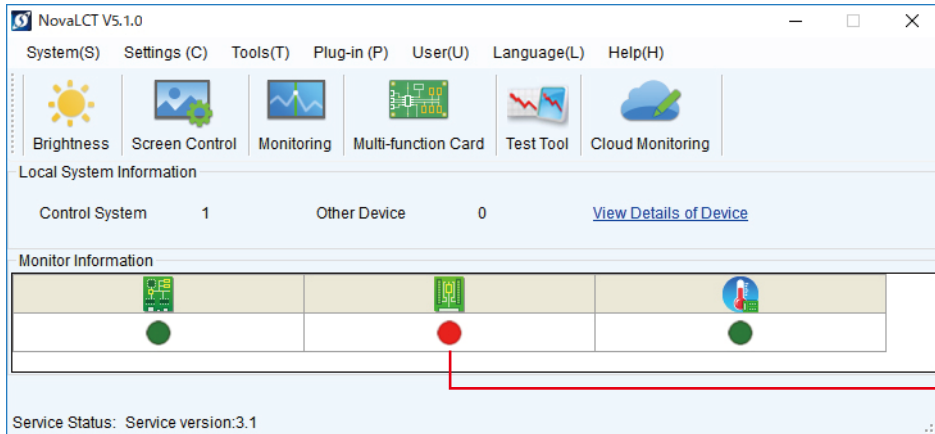 NovaLCT V5.1.0
System(S) Settings (C) Tools(T) Plug-in (P) User(U) Language(L) Help(H)
Brightness Screen Control Monitoring Multi-function Card Test Tool Cloud Monitoring
Local System Information
Control System 1 Other Device 0 View Details of Device
Monitor Information
Service Status: Service version:3.1